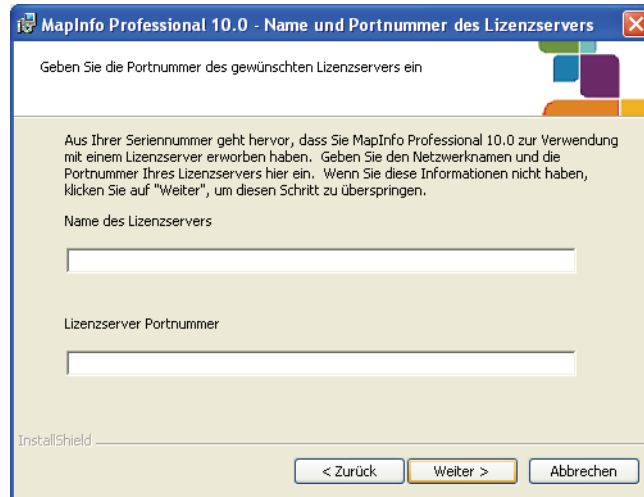 MapInfo Professional 10.0 - Name und Portnummer des Lizenzservers
Geben Sie die Portnummer des gewünschten Lizenzservers ein
Aus Ihrer Seriennummer geht hervor, dass Sie MapInfo Professional 10.0 zur Verwendung
mit einem Lizenzserver erworben haben.  Geben Sie den Netzwerknamen und die
Portnummer Ihres Lizenzservers hier ein.  Wenn Sie diese Informationen nicht haben,
klicken Sie auf "Weiter", um diesen Schritt zu überspringen.
Name des Lizenzservers
Lizenzserver Portnummer
InstallShield
< Zurück
Weiter >
Abbrechen